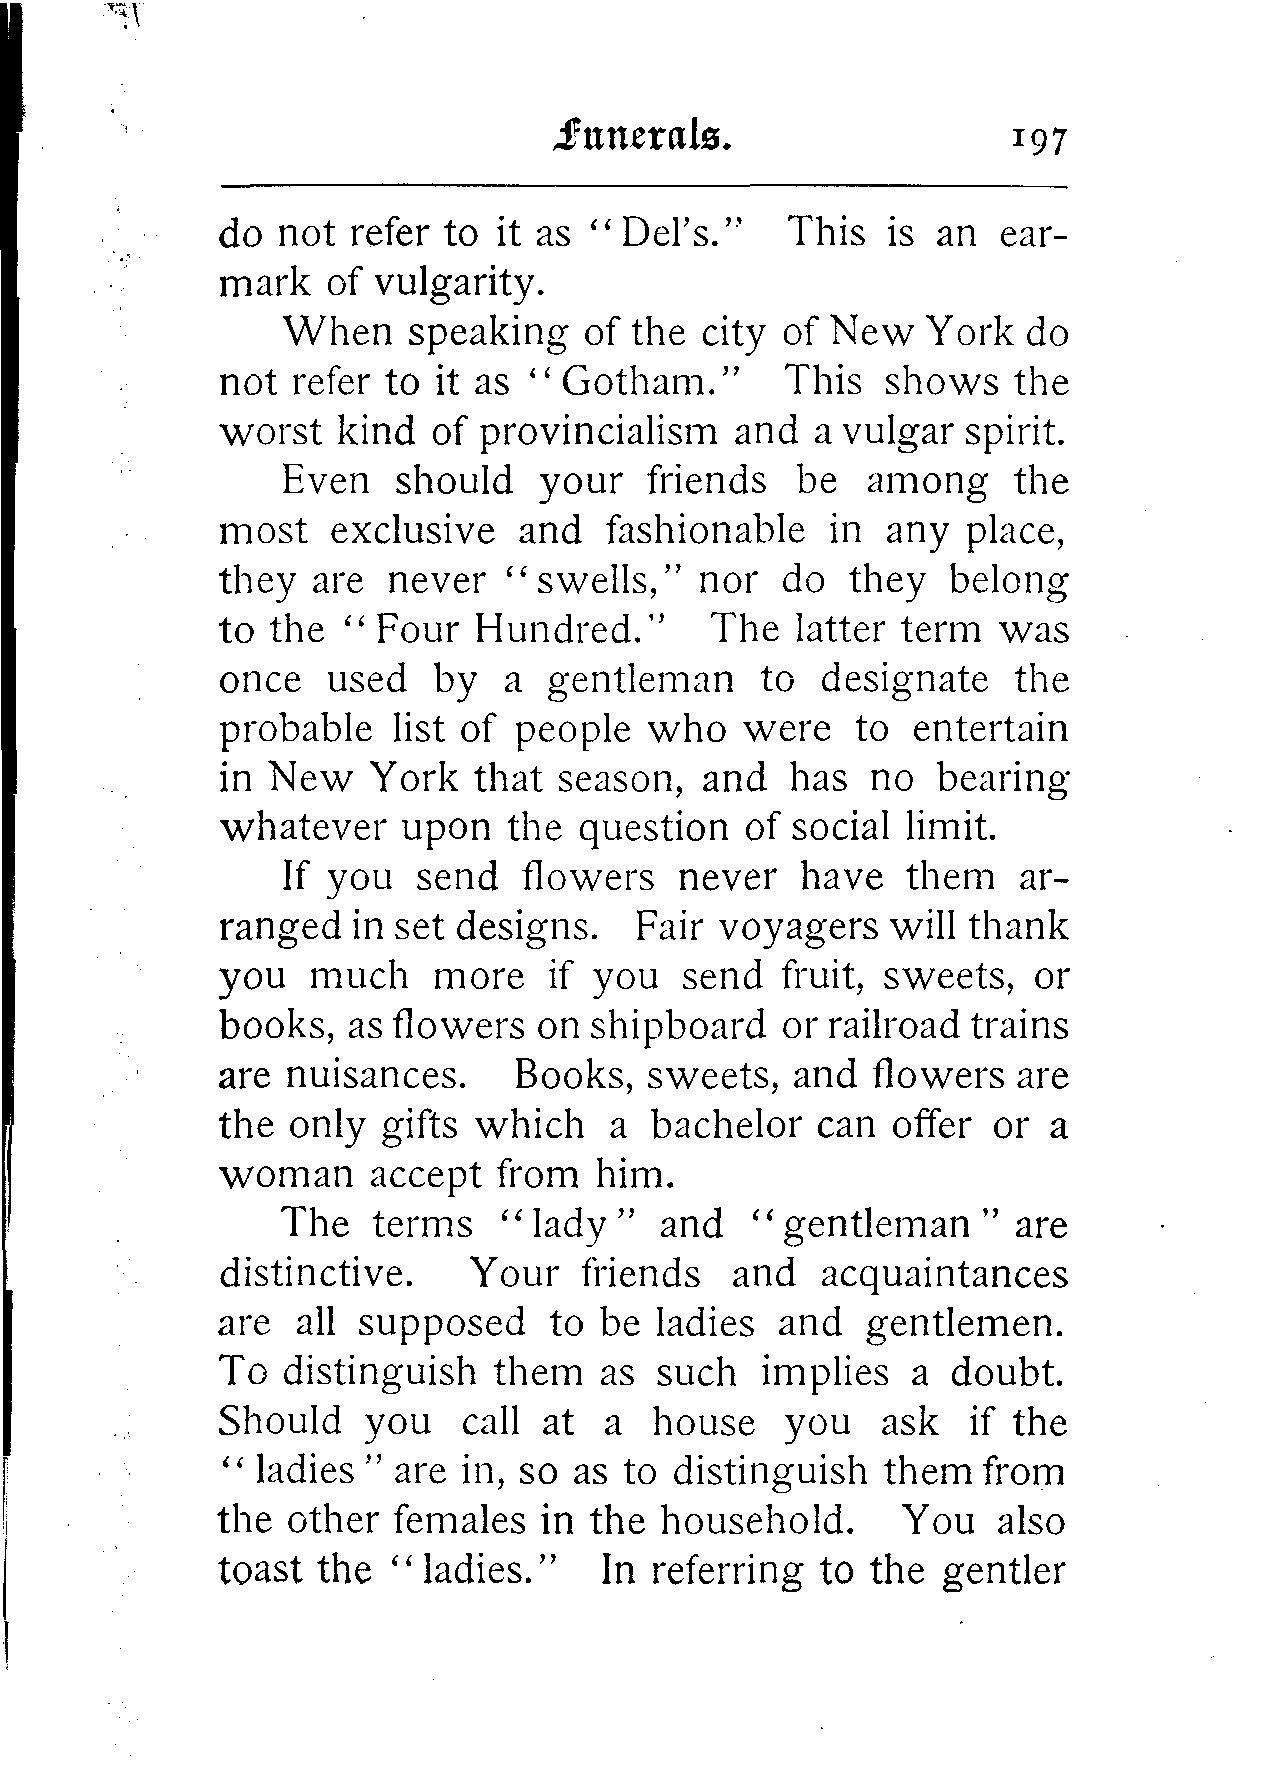 Funerals. 197
do not refer to it as "Del's." This is an ear-
mark of vulgarity.
When speaking of the city of New York do
not refer to it as "Gotham." This shows the
worst kind of provincialism and a vulgar spirit.
Even should your friends be among the
most exclusive and fashionable in any place,
they are never "swells," nor do they belong
to the "Four Hundred." The latter term was
once used by a gentleman to designate the
probable list of people who were to entertain
in New York that season, and has no bearing
whatever upon the question of social limit.
If you send flowers never have them ar-
ranged in set designs. Fair voyagers will thank
you much more if you send fruit, sweets, or
books, as flowers on shipboard or railroad trains
are nuisances. Books, sweets, and flowers are
the only gifts which a bachelor can offer or a
woman accept from him.
The terms "lady" and "gentleman" are
distinctive. Your friends and acquaintances
are all supposed to be ladies and gentlemen.
To distinguish them as such implies a doubt.
Should you call at a house you ask if the
"ladies" are in, so as to distinguish them from
the other females in the household. You also
toast the "ladies." In referring to the gentler